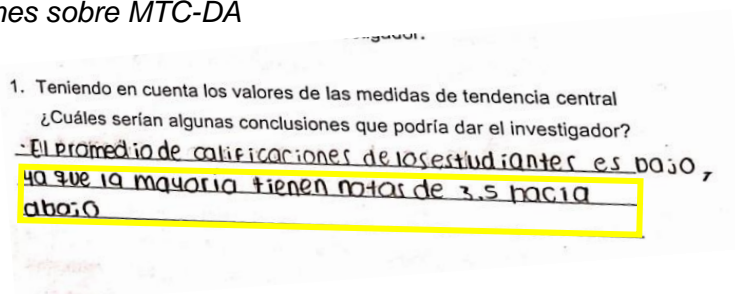 nes sobre MTC-DA
gador.
1. Teniendo en cuenta los valores de las medidas de tendencia central
¿Cuáles serían algunas conclusiones que podría dar el investigador?
·El promedio de calificaciones de los estudiantes es bajo,
ya que la mayoria tienen notas de 3.5 hacia
abajo